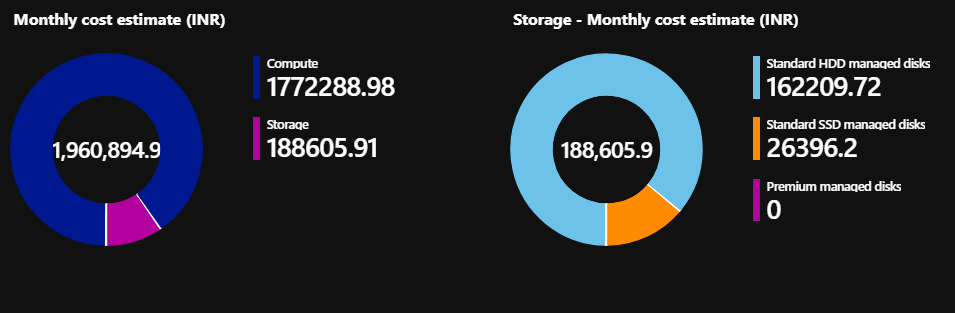 Monthly cost estimate (INR)
Compute
1772288.98
Storage
188605.91
1,960,894.9
Storage - Monthly cost estimate (INR)
Standard HDD managed disks
162209.72
Standard SSD managed disks
26396.2
Premium managed disks
0
188,605.9